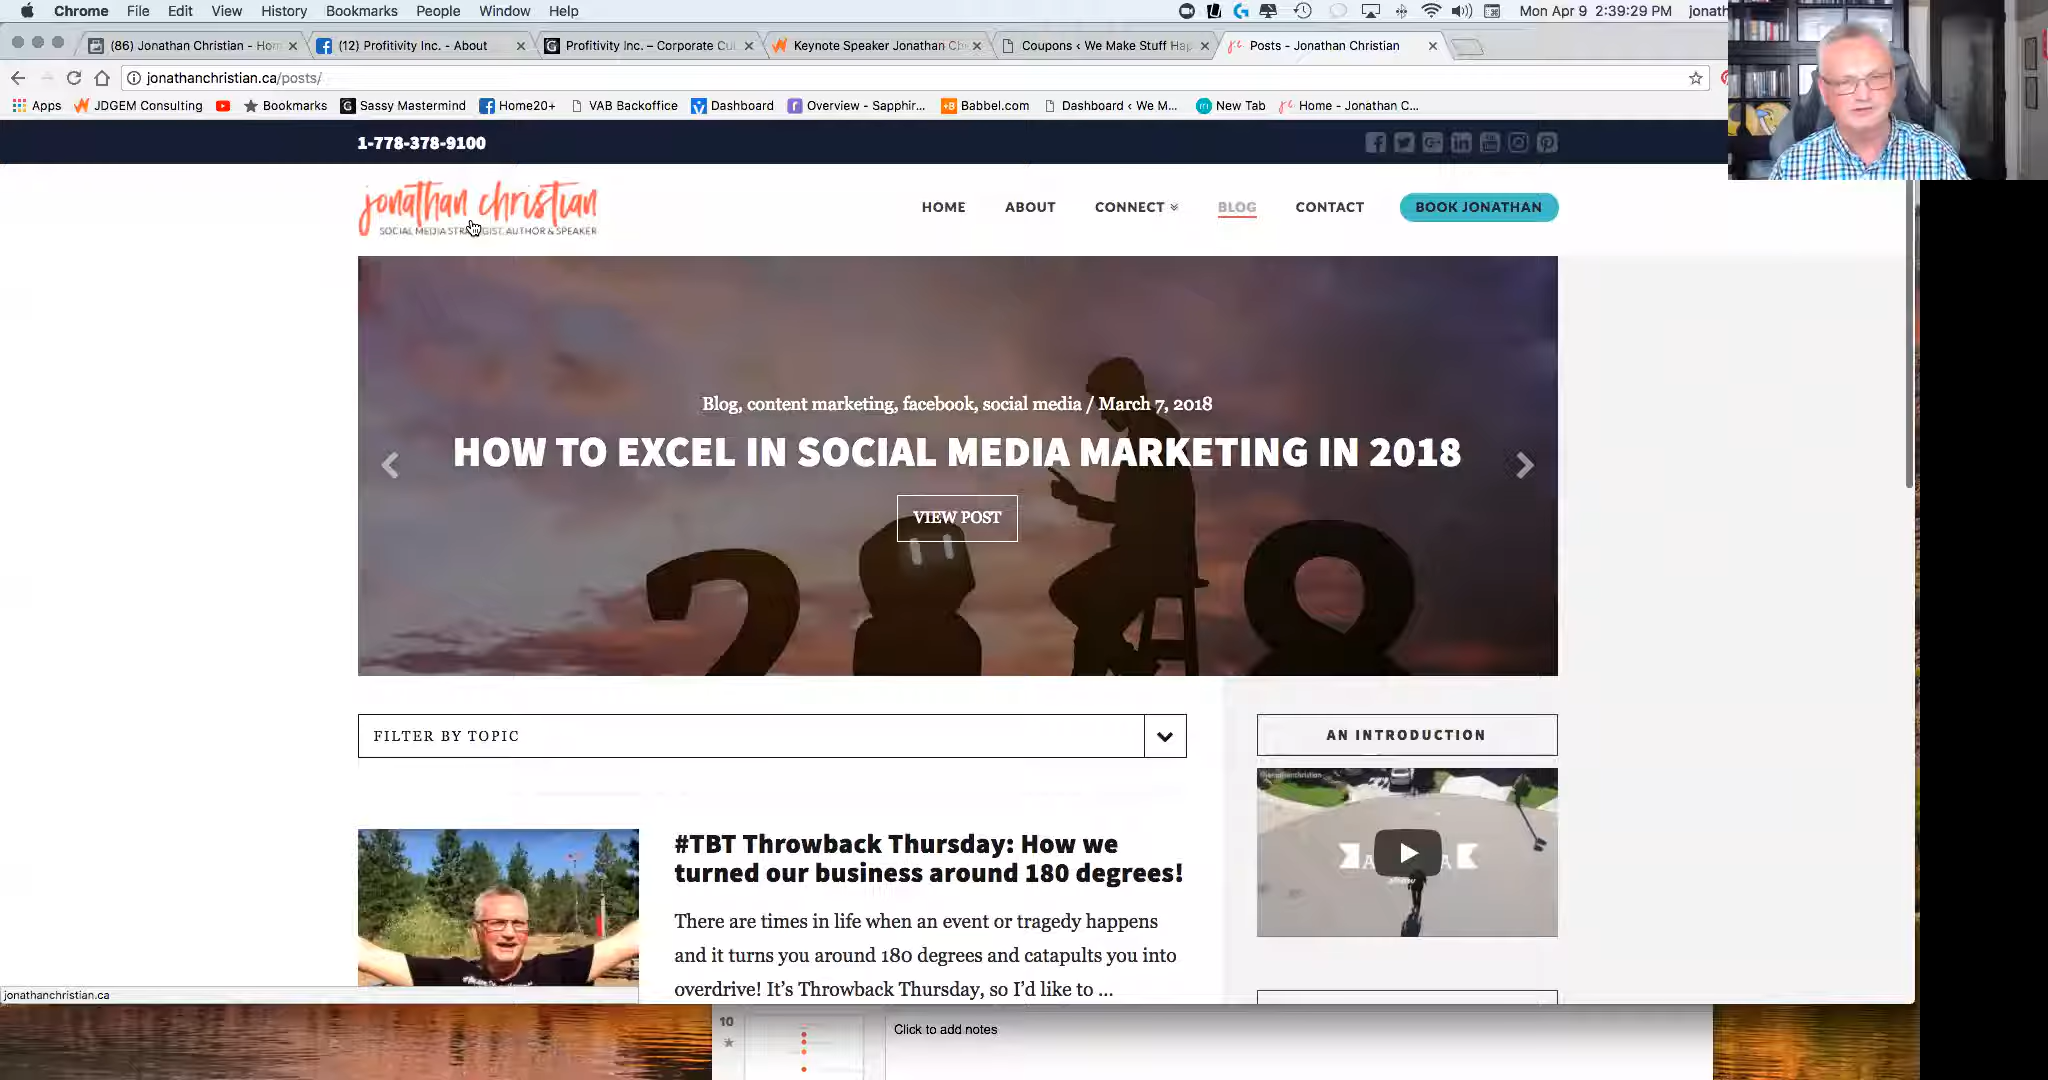 Chrome File Edit View History Bookmarks People Window Help
Mon Apr 9 2:39:29 PM jonath
(86) Jonathan Christian - Hom
(12) Profitivity Inc. - About
Profitivity Inc. – Corporate Cu
Keynote Speaker Jonathan Ch
Coupons ‹ We Make Stuff Ha
Posts - Jonathan Christian
jonathanchristian.ca/posts/
Apps JDGEM Consulting Bookmarks Sassy Mastermind Home20+ VAB Backoffice Dashboard Overview - Sapphir... Babbel.com Dashboard ‹ We M... New Tab Home - Jonathan C...
1-778-378-9100
jonathan christian
SOCIAL MEDIA STRATEGIST, AUTHOR & SPEAKER
HOME ABOUT CONNECT BLOG CONTACT BOOK JONATHAN
Blog, content marketing, facebook, social media / March 7, 2018
HOW TO EXCEL IN SOCIAL MEDIA MARKETING IN 2018
VIEW POST
FILTER BY TOPIC
AN INTRODUCTION
#TBT Throwback Thursday: How we
turned our business around 180 degrees!
There are times in life when an event or tragedy happens
and it turns you around 180 degrees and catapults you into
overdrive! It's Throwback Thursday, so I'd like to ...
jonathanchristian.ca
10
Click to add notes